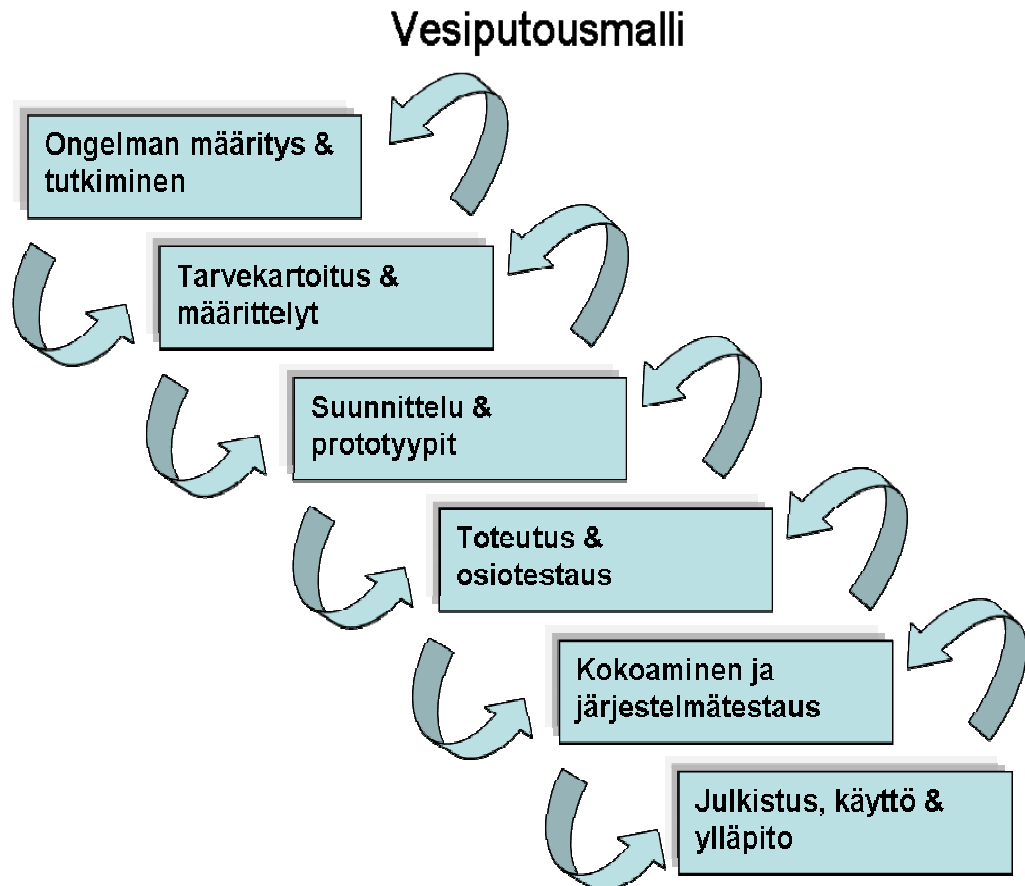 Vesiputousmalli
Ongelman määritys &
tutkiminen
Tarvekartoitus &
määrittelyt
Suunnittelu &
prototyypit
Toteutus &
osiotestaus
Kokoaminen ja
järjestelmätestaus
Julkistus, käyttö &
ylläpito